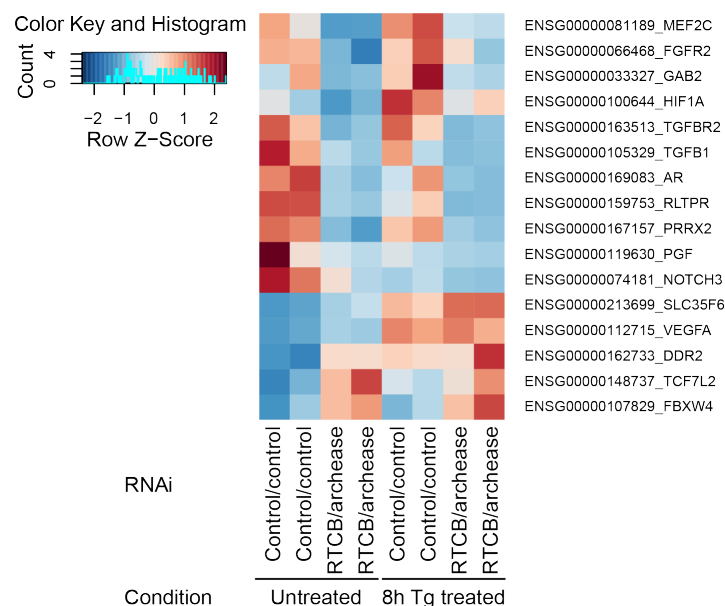 Color Key and Histogram
Count
0 4
−2 −1 0 1 2
Row Z−Score
ENSG00000081189_MEF2C
ENSG00000066468_FGFR2
ENSG00000033327_GAB2
ENSG00000100644_HIF1A
ENSG00000163513_TGFBR2
ENSG00000105329_TGFB1
ENSG00000169083_AR
ENSG00000159753_RLTPR
ENSG00000167157_PRRX2
ENSG00000119630_PGF
ENSG00000074181_NOTCH3
ENSG00000213699_SLC35F6
ENSG00000112715_VEGFA
ENSG00000162733_DDR2
ENSG00000148737_TCF7L2
ENSG00000107829_FBXW4
RNAi
Control/control
Control/control
RTCB/archease
RTCB/archease
Control/control
Control/control
RTCB/archease
RTCB/archease
Condition Untreated 8h Tg treated